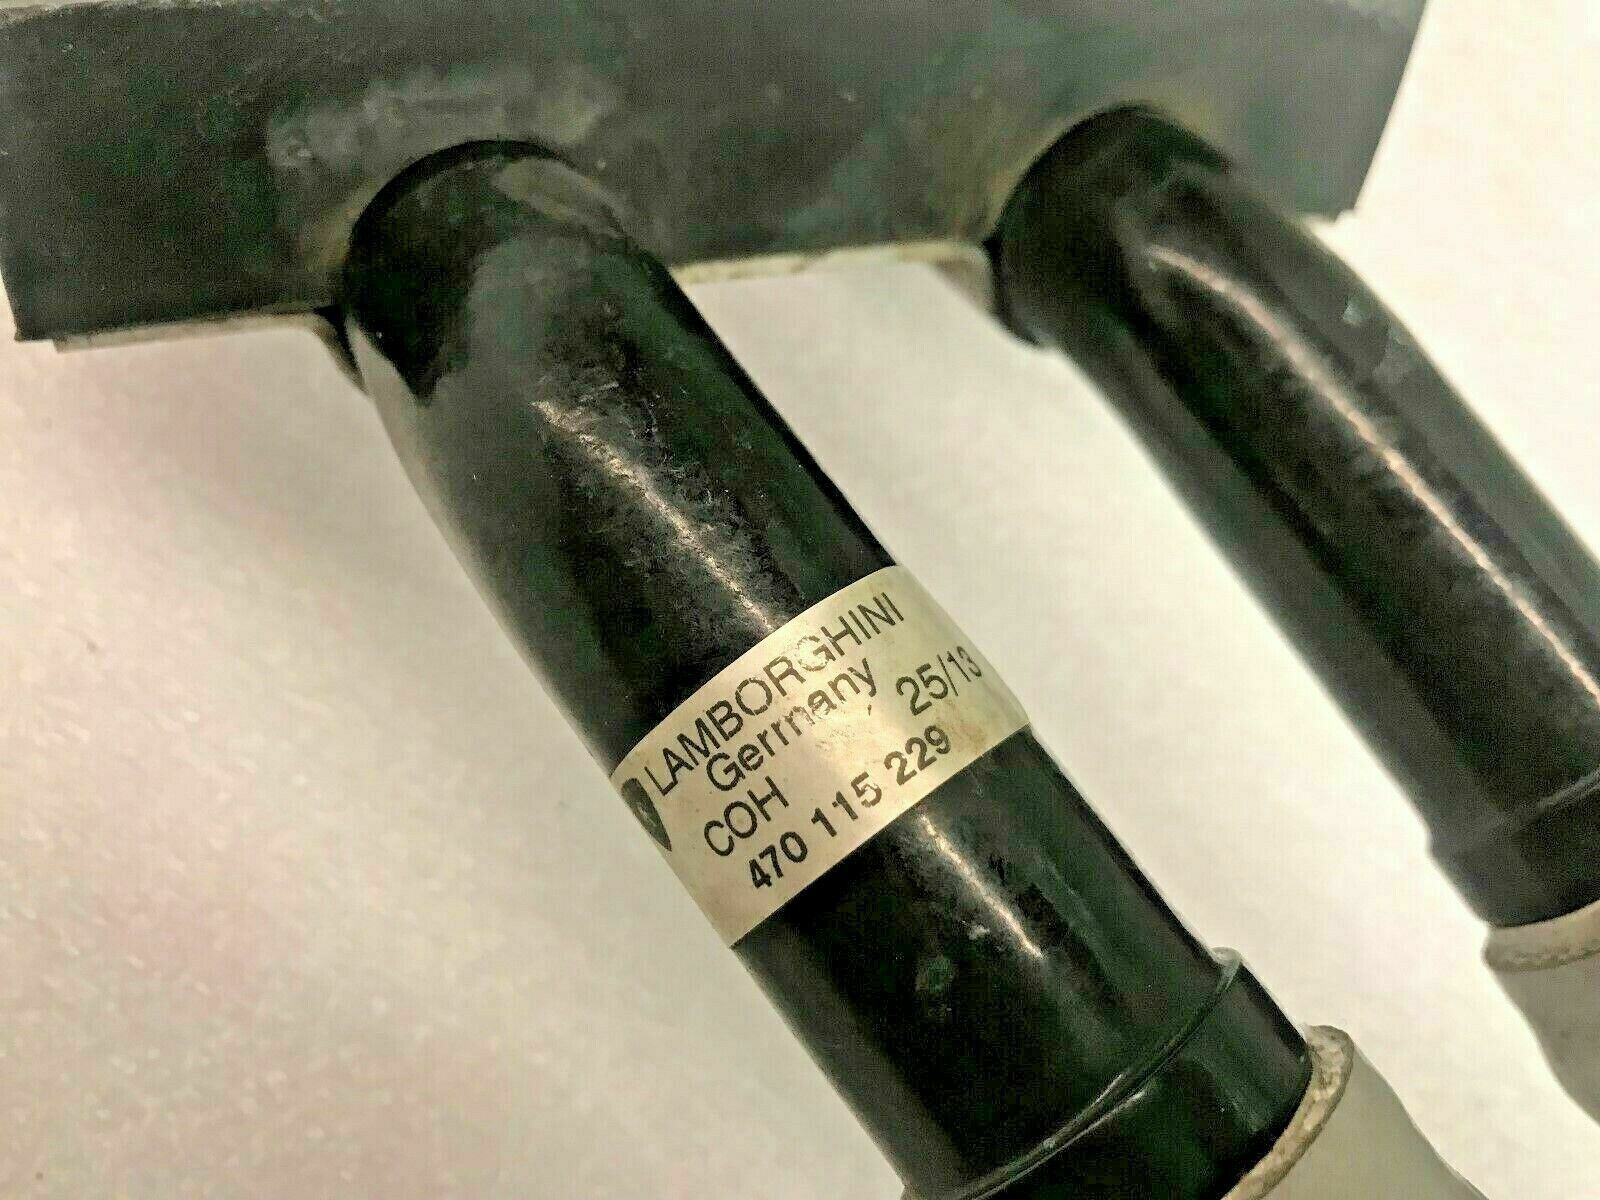 LAMBORGHINI
Germany 25/13
COH
470 115 229